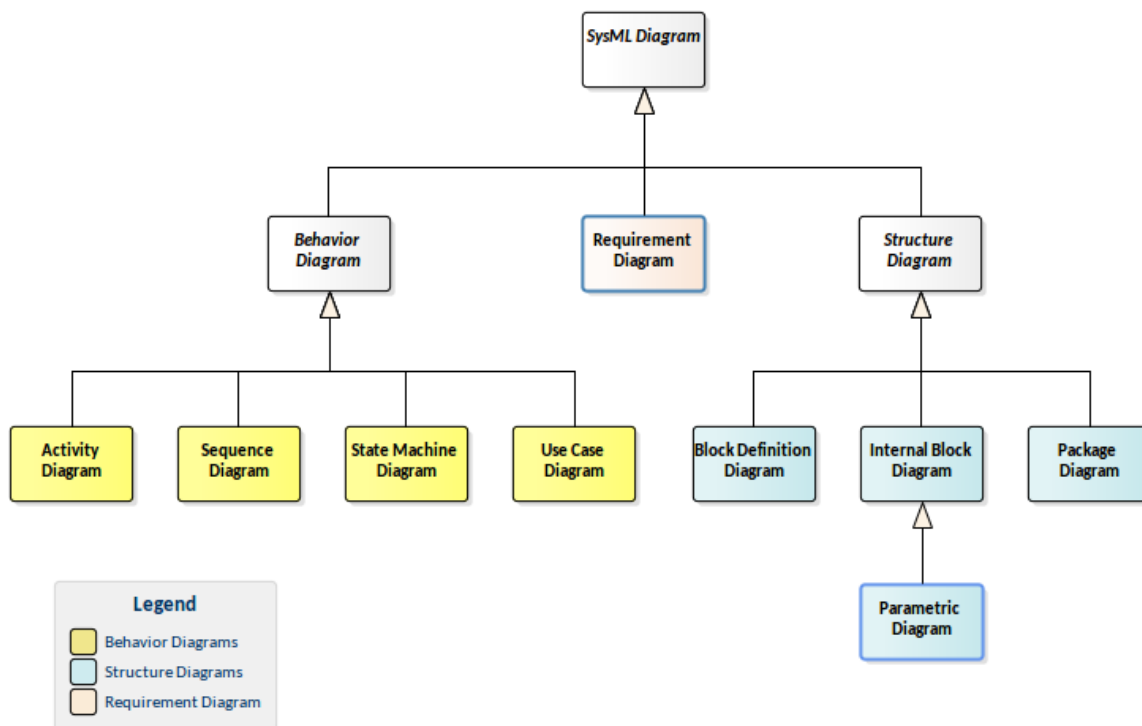 SysML Diagram
Behavior
Diagram
Requirement
Diagram
Structure
Diagram
Activity
Diagram
Sequence
Diagram
State Machine
Diagram
Use Case
Diagram
Block Definition
Diagram
Internal Block
Diagram
Package
Diagram
Parametric
Diagram
Legend
Behavior Diagrams
Structure Diagrams
Requirement Diagram